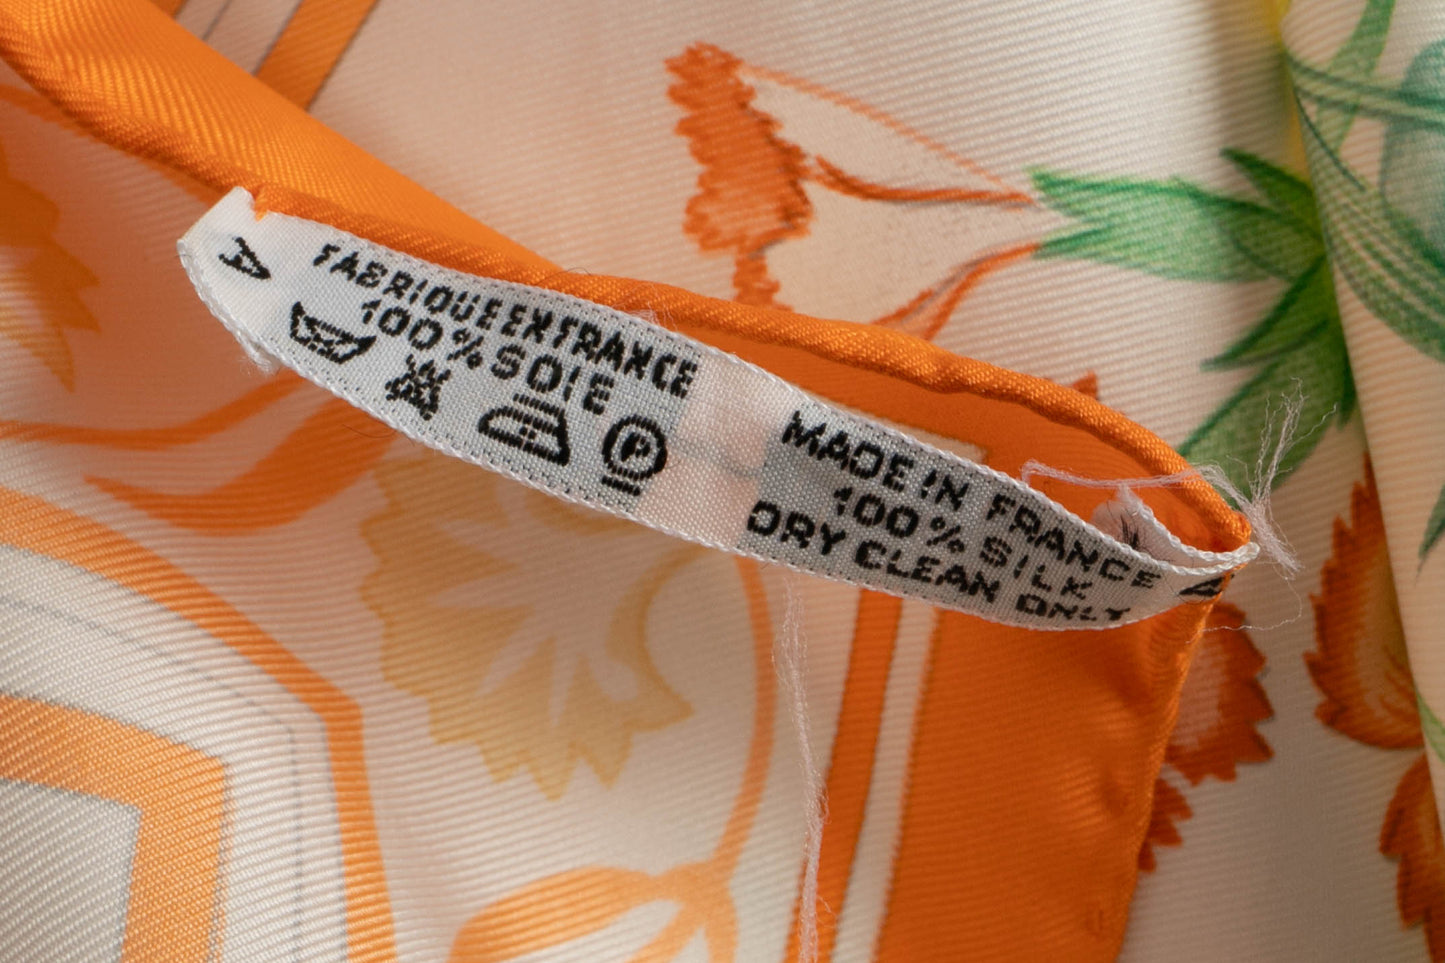 A
FABRIQUE EN FRANCE
100% SOIE
P
MADE IN FRANCE
100% SILK
DRY CLEAN ONLY
A